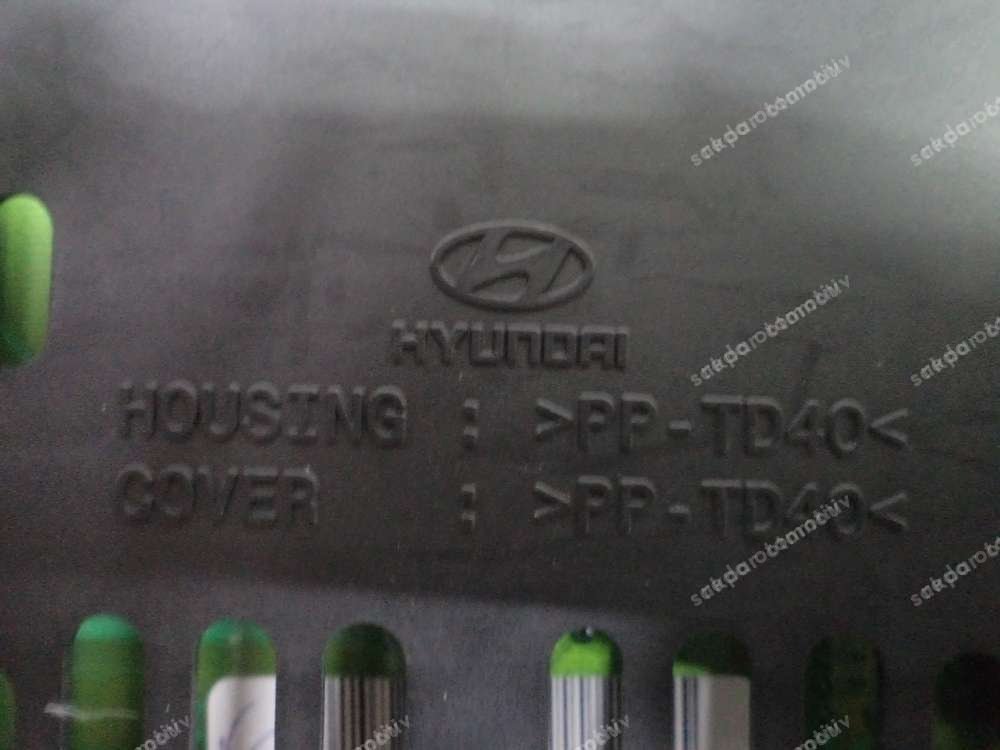 HYUNDAI
HOUSING : >PP-TD40<
COVER : >PP-TD40<